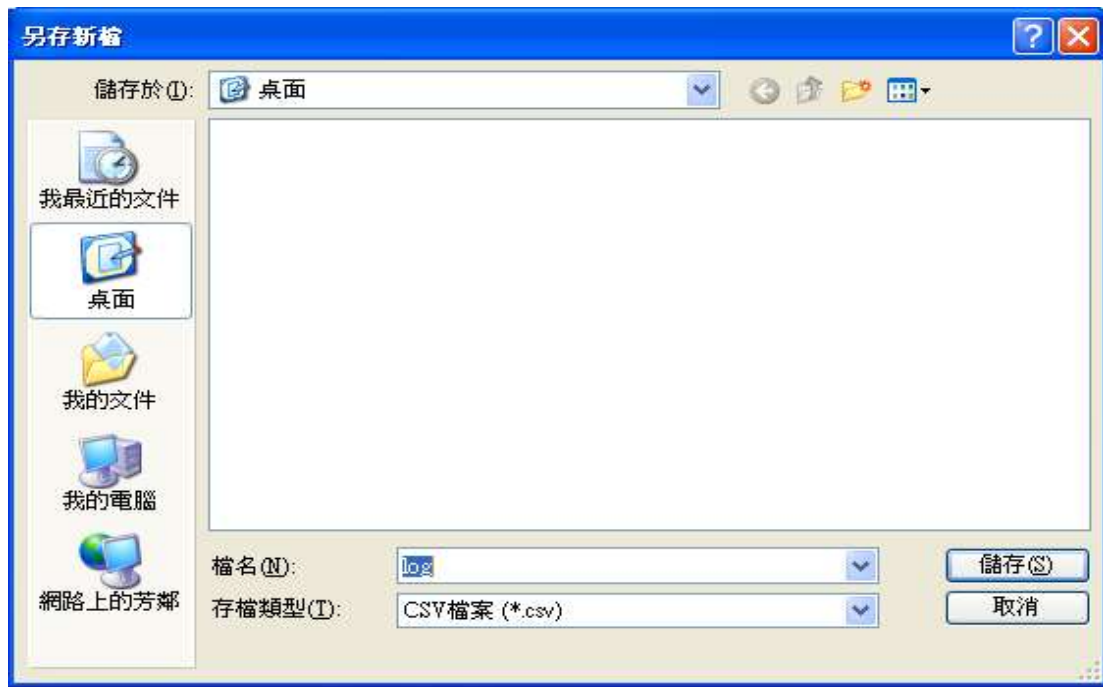 另存新檔
儲存於(I):
桌面
我最近的文件
桌面
我的文件
我的電腦
網路上的芳鄰
檔名(N):
log
儲存(S)
存檔類型(T):
CSV檔案 (*.csv)
取消